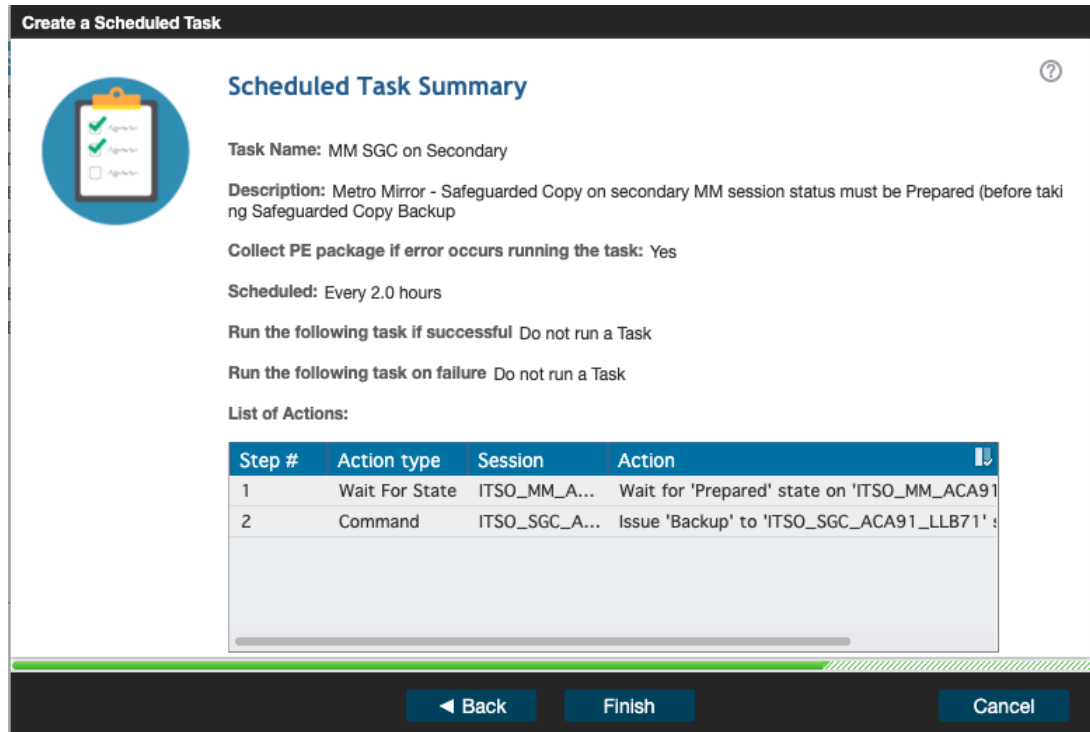 Create a Scheduled Task
Scheduled Task Summary
Task Name: MM SGC on Secondary
Description: Metro Mirror - Safeguarded Copy on secondary MM session status must be Prepared (before taki
ng Safeguarded Copy Backup
Collect PE package if error occurs running the task: Yes
Scheduled: Every 2.0 hours
Run the following task if successful Do not run a Task
Run the following task on failure Do not run a Task
List of Actions:
Step # Action type Session Action
1 Wait For State ITSO_MM_A... Wait for 'Prepared' state on 'ITSO_MM_ACA91
2 Command ITSO_SGC_A... Issue 'Backup' to 'ITSO_SGC_ACA91_LLB71'
Back Finish Cancel